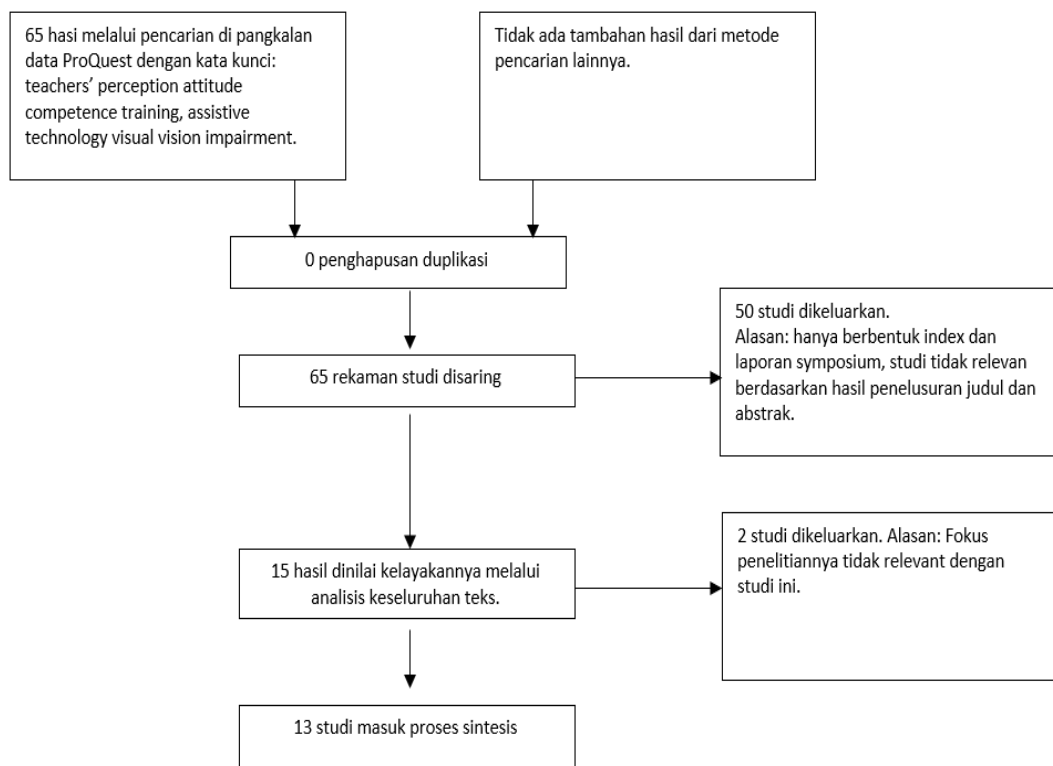 65 hasi melalui pencarian di pangkalan
data ProQuest dengan kata kunci:
teachers’ perception attitude
competence training, assistive
technology visual vision impairment.
Tidak ada tambahan hasil dari metode
pencarian lainnya.
0 penghapusan duplikasi
50 studi dikeluarkan.
Alasan: hanya berbentuk index dan
laporan symposium, studi tidak relevan
berdasarkan hasil penelusuran judul dan
abstrak.
65 rekaman studi disaring
2 studi dikeluarkan. Alasan: Fokus
penelitiannya tidak relevant dengan
studi ini.
15 hasil dinilai kelayakannya melalui
analisis keseluruhan teks.
13 studi masuk proses sintesis